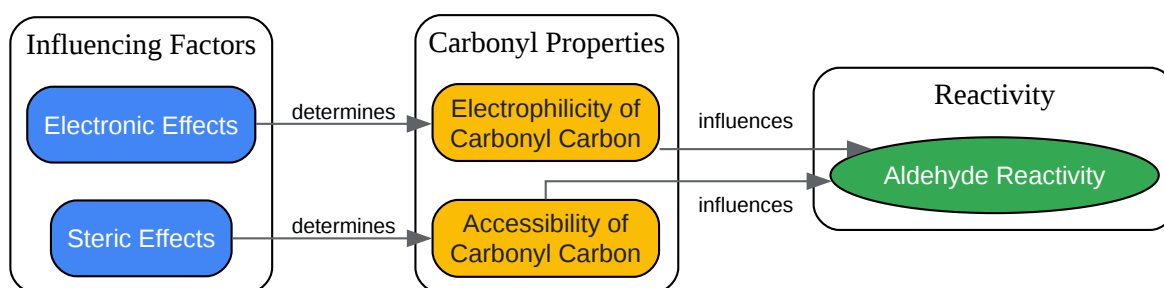 Influencing Factors
Electronic Effects
Steric Effects
determines
determines
Carbonyl Properties
Electrophilicity of
Carbonyl Carbon
Accessibility of
Carbonyl Carbon
influences
influences
Reactivity
Aldehyde Reactivity